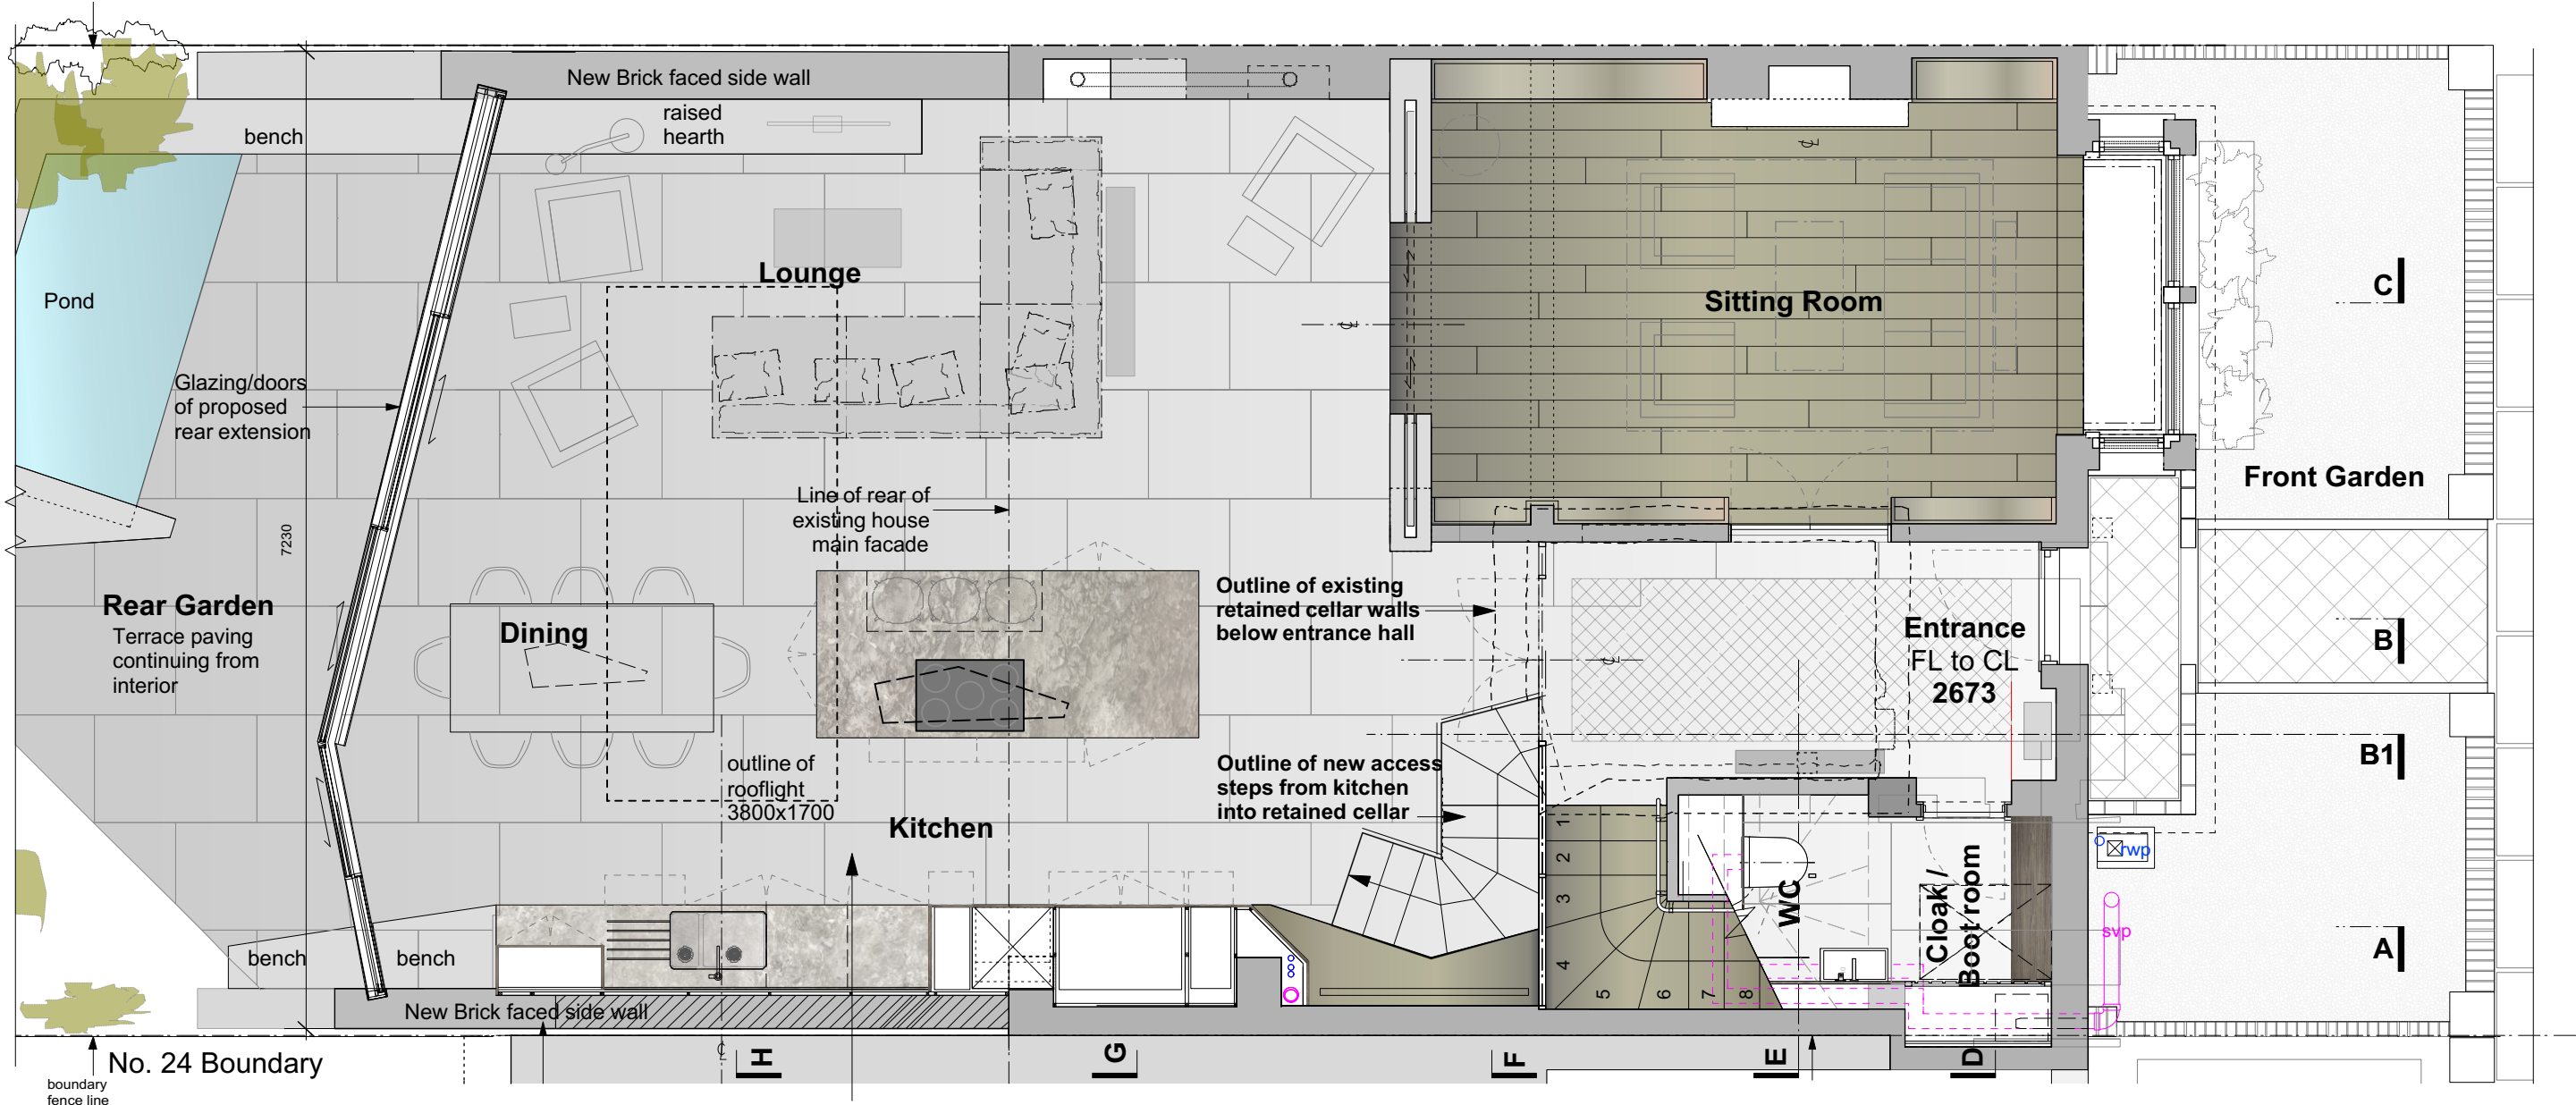 New Brick faced side wall
raised
hearth
bench
Lounge
Pond
Sitting Room
C
Glazing/doors
of proposed
rear extension
Front Garden
Line of rear of
existing house
main facade
7230
Rear Garden
Terrace paving
continuing from
interior
Dining
Outline of existing
retained cellar walls
below entrance hall
Entrance
FL to CL
2673
B
B1
outline of
rooflight
3800x1700
Outline of new access
steps from kitchen
into retained cellar
Kitchen
1
2
3
4
5
6
7
8
WC
Cloak /
Bootroom
rwp
svp
A
bench
bench
New Brick faced side wall
No. 24 Boundary
boundary
fence line
H
G
F
E
D